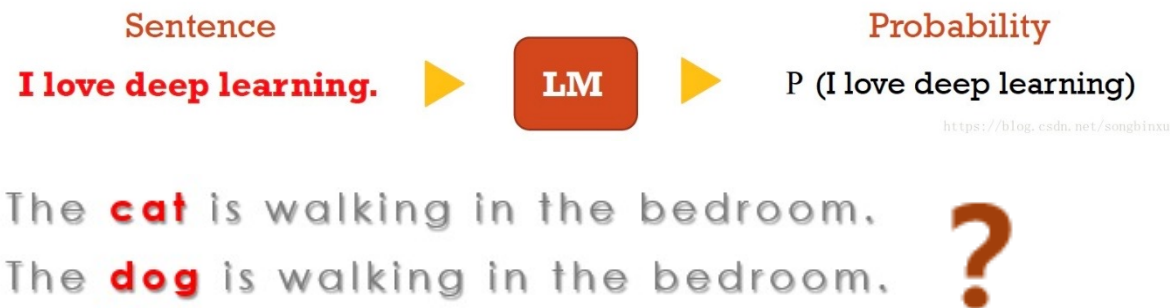 Sentence
Probability
I love deep learning.
LM
P (I love deep learning)
https://blog.csdn.net/songbinxu
The cat is walking in the bedroom.
The dog is walking in the bedroom.
?